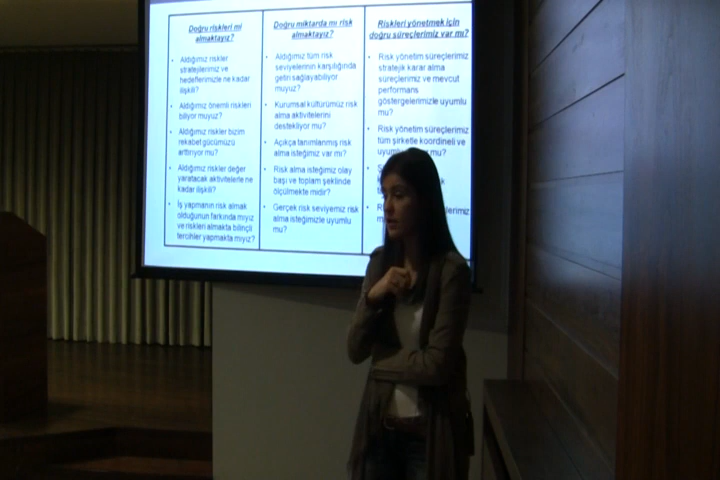 Doğru riskleri mi
almaktayız?
Aldığımız riskler
stratejilerimiz ve
hedeflerimizle ne kadar
ilişkili?
Aldığımız önemli riskleri
biliyor muyuz?
Aldığımız riskler bizim
rekabet gücümüzü
arttırıyor mu?
Aldığımız riskler değer
yaratacak aktivitelerle ne
kadar ilişkili?
İş yapmanın risk almak
olduğunun farkında mıyız
ve riskleri almakta bilinçli
tercihler yapmakta mıyız?
Doğru miktarda mı risk
almaktayız?
Aldığımız tüm risk
seviyelerinin karşılığında
getiri sağlayabiliyor
muyuz?
Kurumsal kültürümüz risk
alma aktivitelerini
destekliyor mu?
Açıkça tanımlanmış risk
alma isteğimiz var mı?
Risk alma isteğimiz olay
başı ve toplam şeklinde
ölçülmekte midir?
Gerçek risk seviyemiz risk
alma isteğimizle uyumlu
mu?
Riskleri yönetmek için
doğru süreçlerimiz var mı?
Risk yönetim süreçlerimiz
stratejik karar alma
süreçlerimiz ve mevcut
performans
göstergelerimizle uyumlu
mu?
Risk yönetim süreçlerimiz
tüm şirketle koordineli ve
mu?